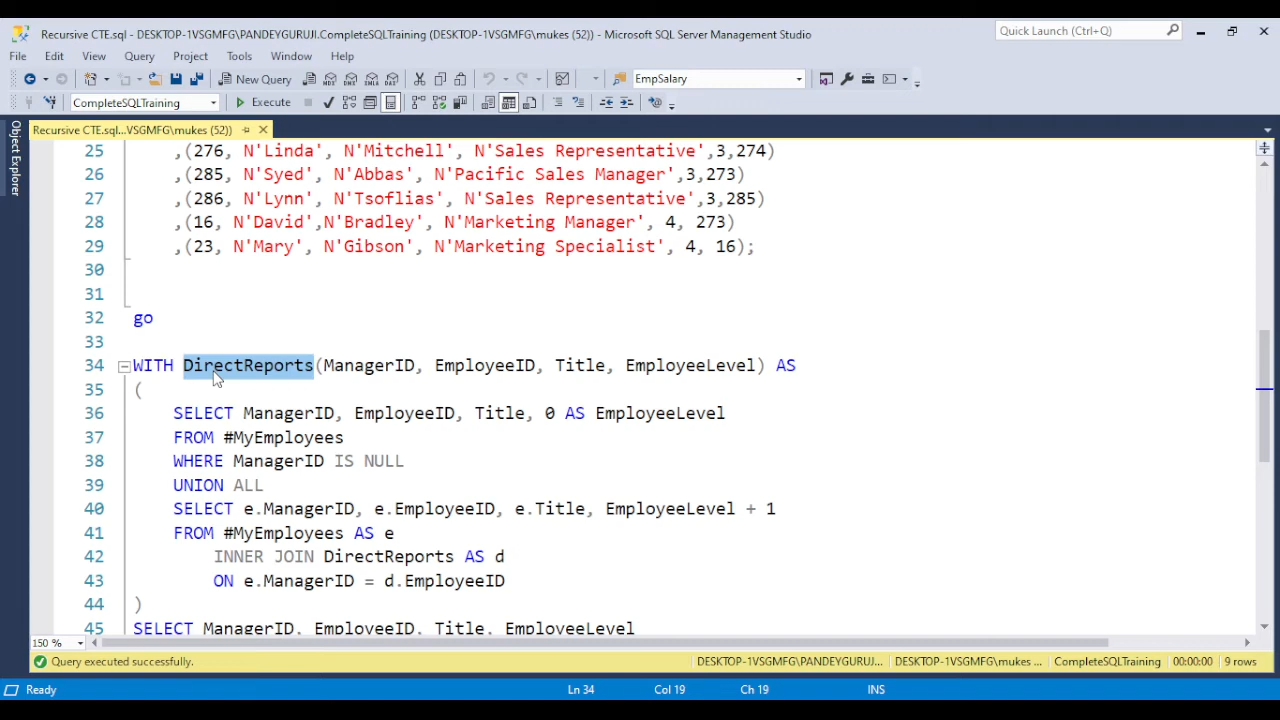 Recursive CTE.sql - DESKTOP-1VSGMFG\PANDEYGURUJI.CompleteSQLTraining (DESKTOP-1VSGMFG\mukes (52)) - Microsoft SQL Server Management Studio
Quick Launch (Ctrl+Q)
File Edit View Query Project Tools Window Help
New Query MDX DMX XMLA DAX EmpSalary
CompleteSQLTraining Execute
Recursive CTE.sql...VSGMFG\mukes (52))
Object Explorer
25 ,(276, N'Linda', N'Mitchell', N'Sales Representative',3,274)
26 ,(285, N'Syed', N'Abbas', N'Pacific Sales Manager',3,273)
27 ,(286, N'Lynn', N'Tsoflias', N'Sales Representative',3,285)
28 ,(16, N'David',N'Bradley', N'Marketing Manager', 4, 273)
29 ,(23, N'Mary', N'Gibson', N'Marketing Specialist', 4, 16);
30
31
32 go
33
34 WITH DirectReports(ManagerID, EmployeeID, Title, EmployeeLevel) AS
35 (
36 SELECT ManagerID, EmployeeID, Title, 0 AS EmployeeLevel
37 FROM #MyEmployees
38 WHERE ManagerID IS NULL
39 UNION ALL
40 SELECT e.ManagerID, e.EmployeeID, e.Title, EmployeeLevel + 1
41 FROM #MyEmployees AS e
42 INNER JOIN DirectReports AS d
43 ON e.ManagerID = d.EmployeeID
44 )
45 SELECT ManagerID, EmployeeID, Title, EmployeeLevel
150 %
Query executed successfully. DESKTOP-1VSGMFG\PANDEYGURUJ... DESKTOP-1VSGMFG\mukes ... CompleteSQLTraining 00:00:00 9 rows
Ready Ln 34 Col 19 Ch 19 INS